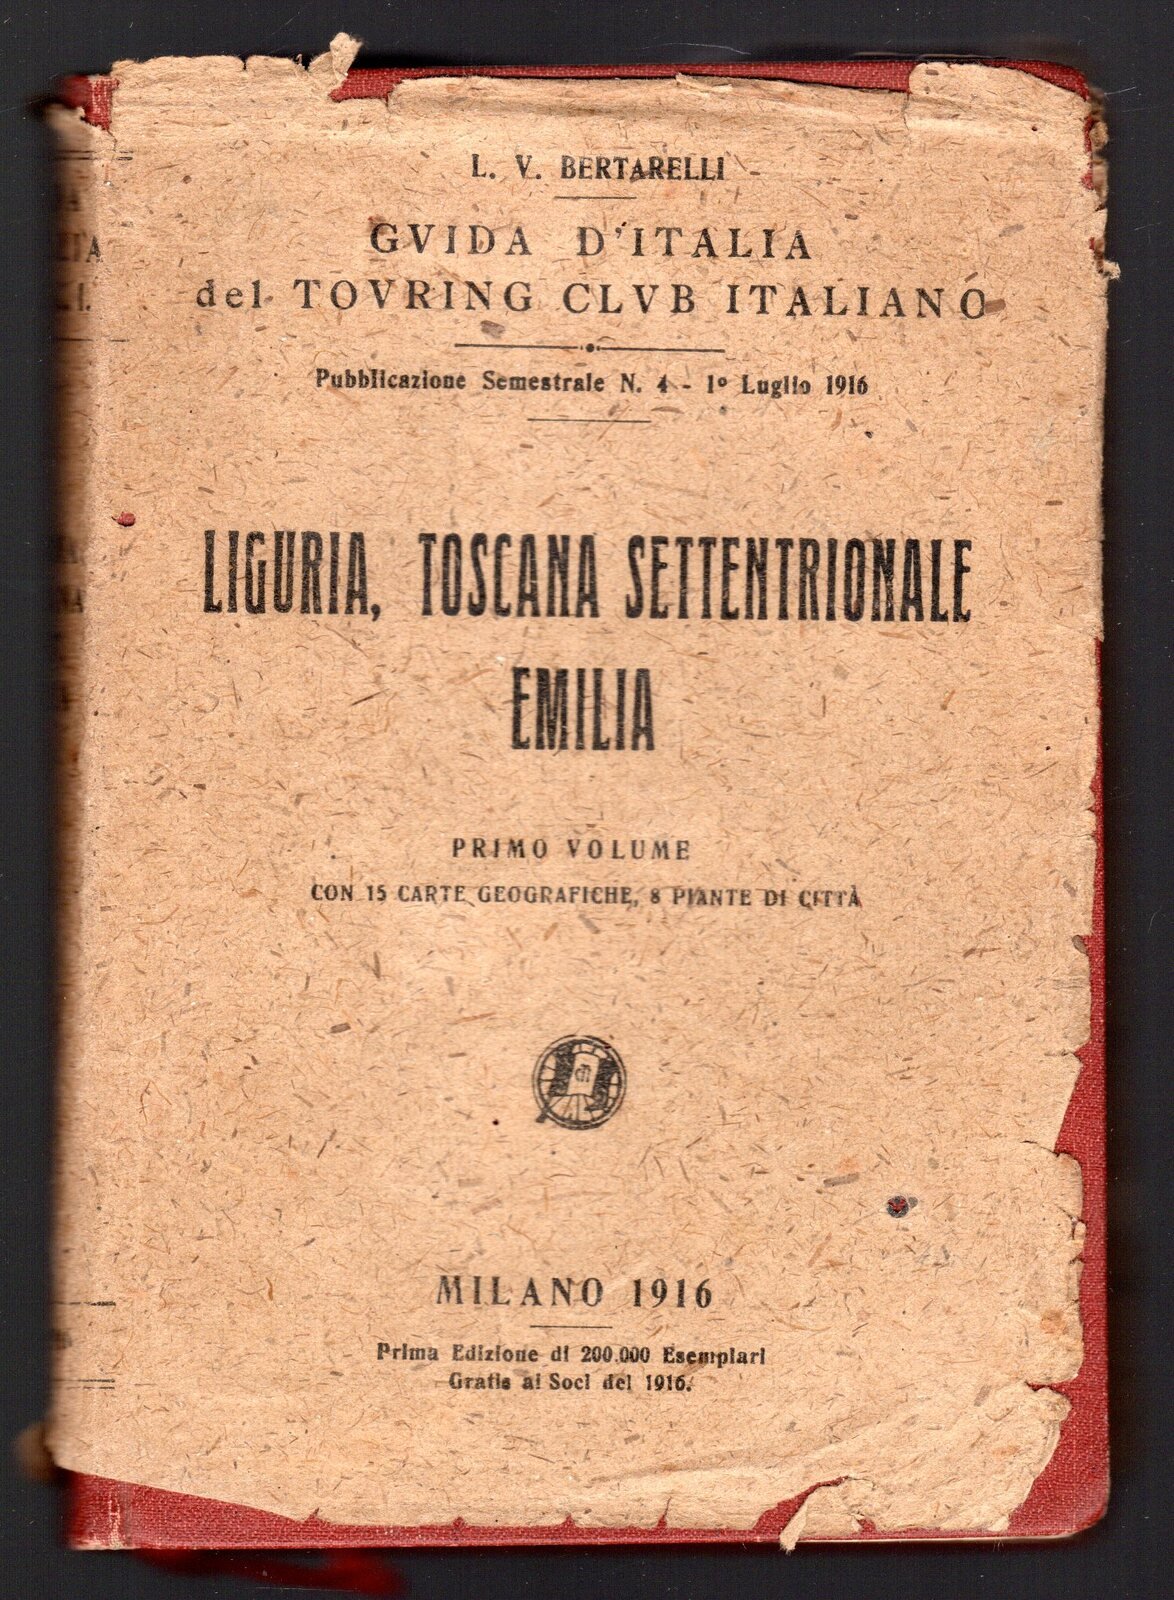 L. V. BERTARELLI
GVIDA D'ITALIA
del TOVRING CLVB ITALIANO
Pubblicazione Semestrale N. 4 - 1º Luglio 1916
LIGURIA, TOSCANA SETTENTRIONALE
EMILIA
PRIMO VOLUME
CON 15 CARTE GEOGRAFICHE, 8 PIANTE DI CITTÀ
MILANO 1916
Prima Edizione di 200.000 Esemplari
Gratis ai Soci del 1916.